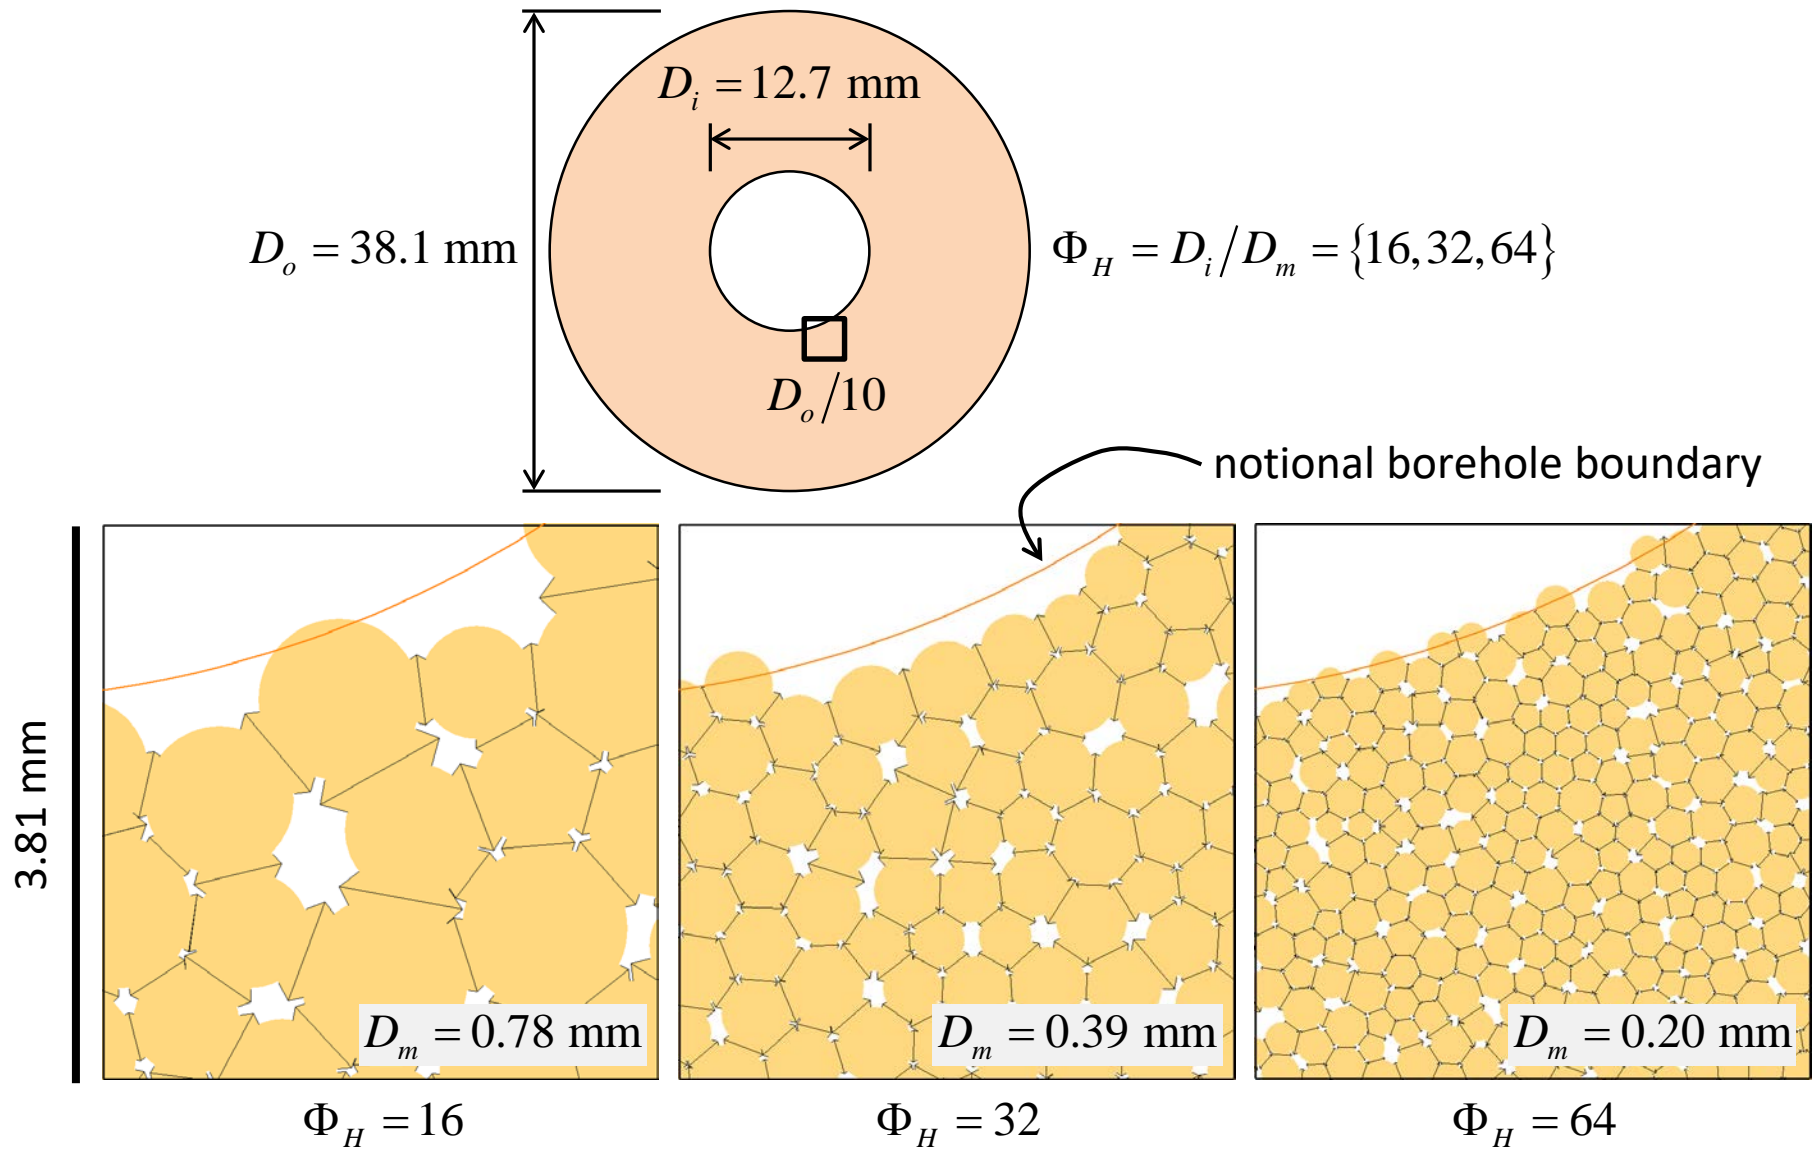 D_i = 12.7 mm
D_o = 38.1 mm
Φ_H = D_i/D_m = {16, 32, 64}
D_o/10
notional borehole boundary
3.81 mm
D_m = 0.78 mm
D_m = 0.39 mm
D_m = 0.20 mm
Φ_H = 16
Φ_H = 32
Φ_H = 64